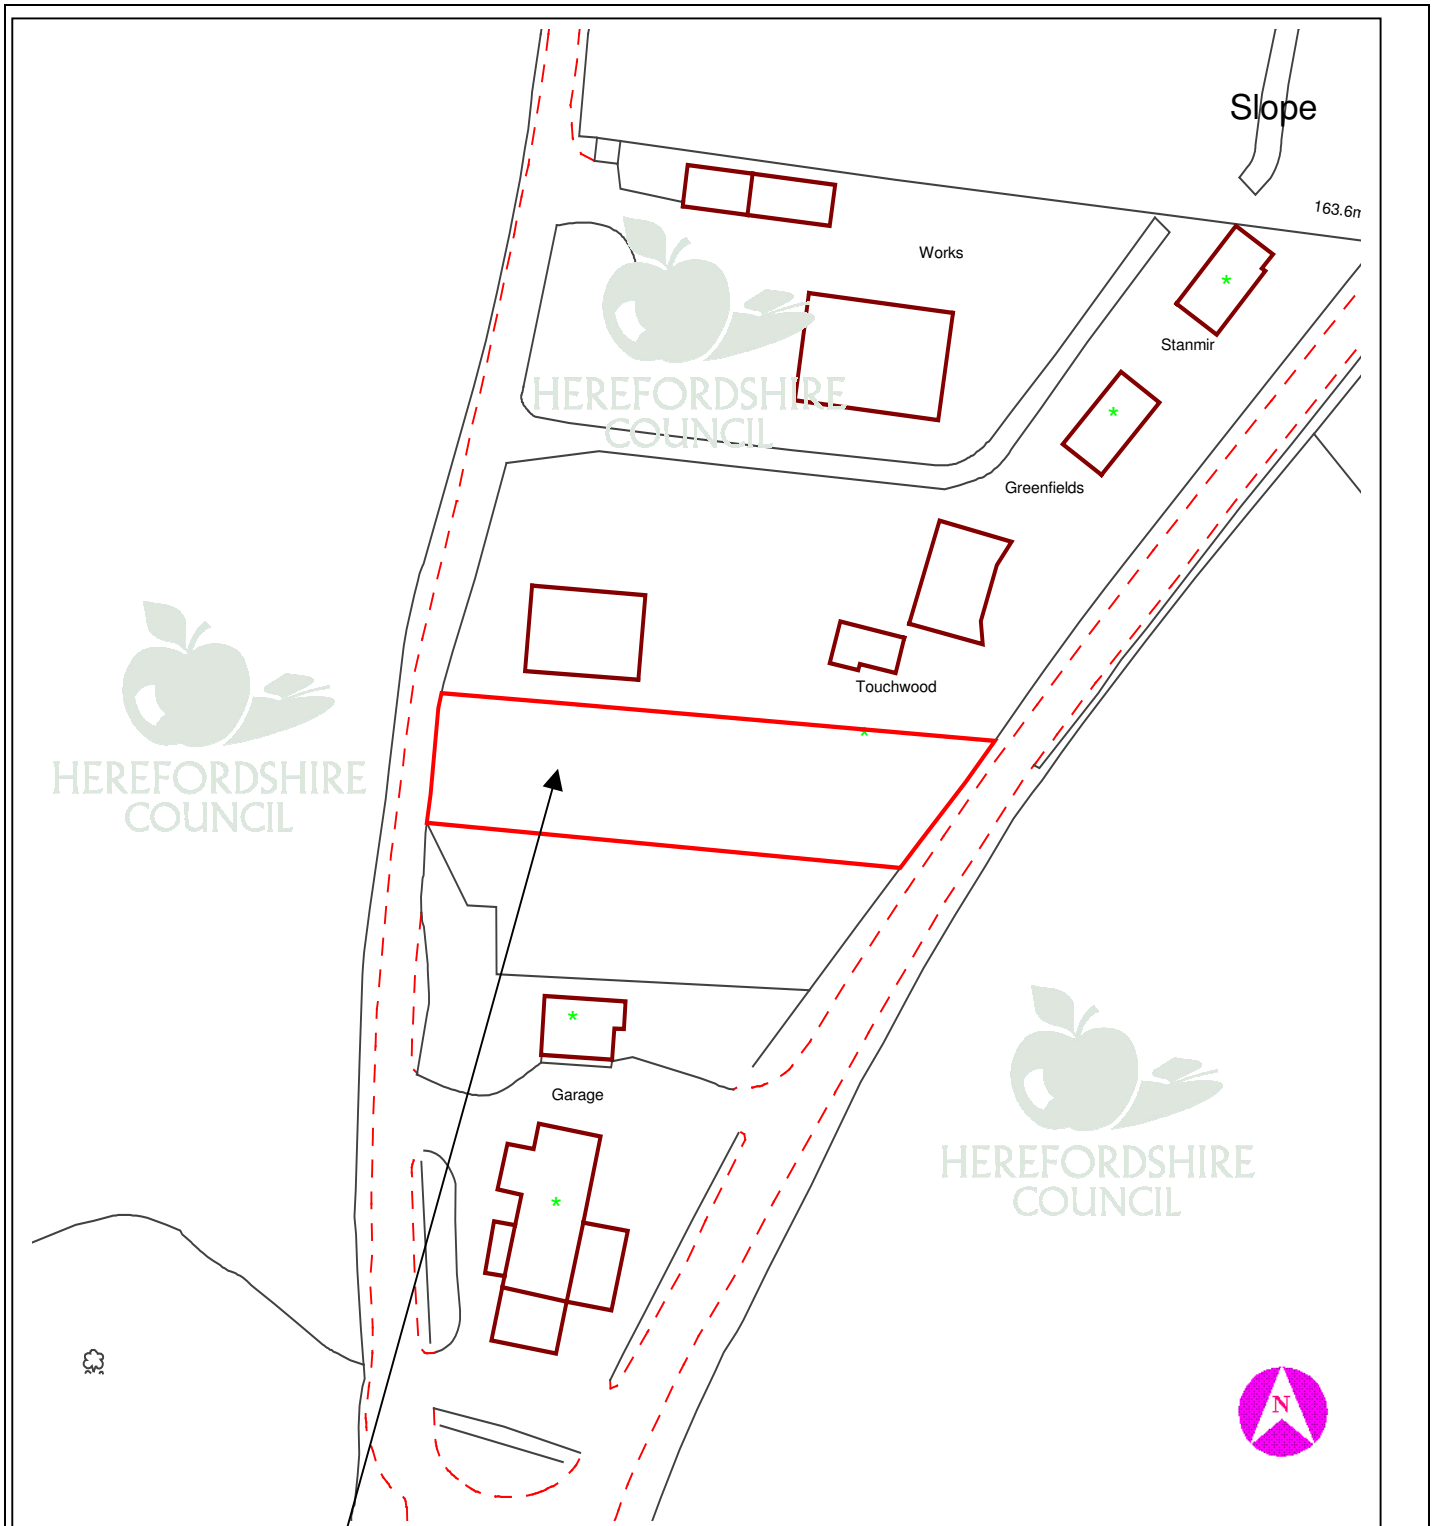 Slope
163.6m
Works
Stanmir
HEREFORDSHIRE
COUNCIL
Greenfields
Touchwood
HEREFORDSHIRE
COUNCIL
Garage
HEREFORDSHIRE
COUNCIL
N